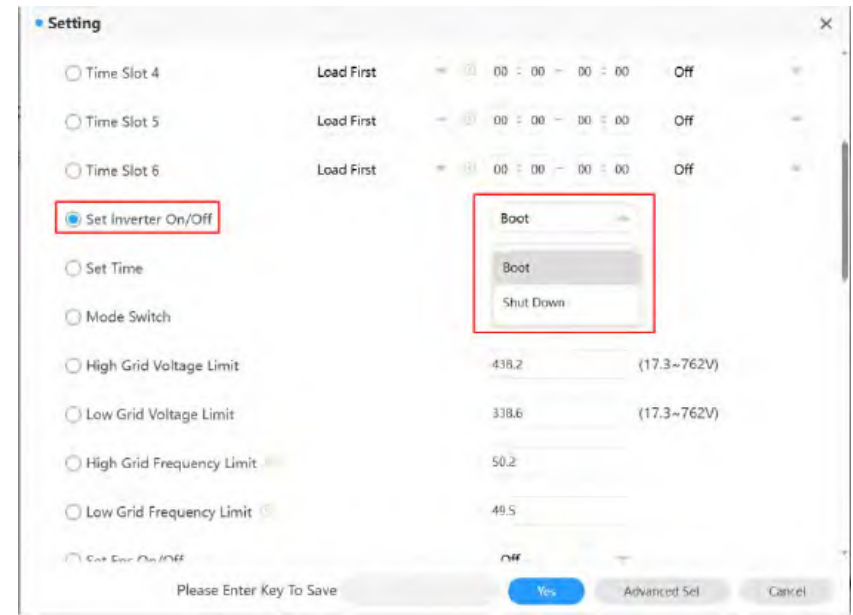 Setting
Time Slot 4 Load First 00 : 00 – 00 : 00 Off
Time Slot 5 Load First 00 : 00 – 00 : 00 Off
Time Slot 6 Load First 00 : 00 – 00 : 00 Off
Set Inverter On/Off Boot
Boot
Set Time
Shut Down
Mode Switch
High Grid Voltage Limit 438.2 (17.3~762V)
Low Grid Voltage Limit 338.6 (17.3~762V)
High Grid Frequency Limit 50.2
Low Grid Frequency Limit 49.5
Set On/Off Off
Please Enter Key To Save Yes Advanced Set Cancel